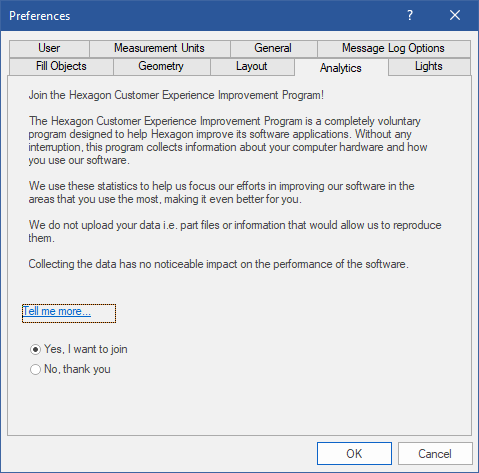 Preferences
?
User
Measurement Units
General
Message Log Options
Fill Objects
Geometry
Layout
Analytics
Lights
Join the Hexagon Customer Experience Improvement Program!
The Hexagon Customer Experience Improvement Program is a completely voluntary
program designed to help Hexagon improve its software applications. Without any
interruption, this program collects information about your computer hardware and how
you use our software.
We use these statistics to help us focus our efforts in improving our software in the
areas that you use the most, making it even better for you.
We do not upload your data i.e. part files or information that would allow us to reproduce
them.
Collecting the data has no noticeable impact on the performance of the software.
Tell me more...
Yes, I want to join
No, thank you
OK
Cancel